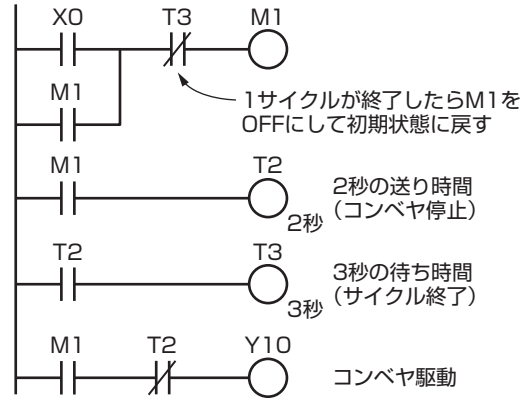 X0 T3 M1
M1
1サイクルが終了したらM1を
OFFにして初期状態に戻す
M1 T2
2秒
2秒の送り時間
(コンベヤ停止)
T2 T3
3秒
3秒の待ち時間
(サイクル終了)
M1 T2 Y10
コンベヤ駆動